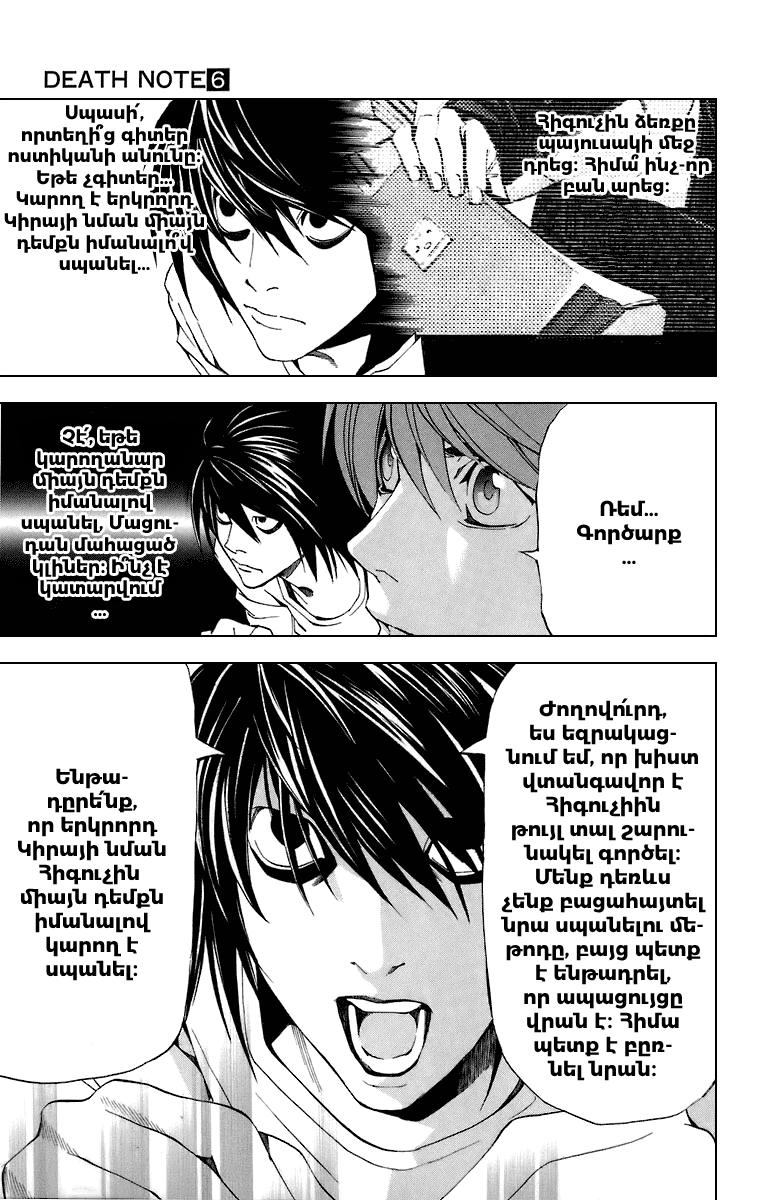 DEATH NOTE 6
Հիգուչին ձեռքը
պայուսակի մեջ
դրեց: Հիմա՞ ինչ-որ
բան արեց:
Սպասի՛,
որտեղի՞ց գիտեր
ոստիկանի անունը:
Եթե չգիտեր...
Կարող է երկրորդ
Կիրայի նման միայն
դեմքն իմանալո՞վ
սպանել...
Ռեմ...
Գործարք
...
Չէ՛, եթե
կարողանար
միայն դեմքն
իմանալով
սպանել, Մացու-
դան մահացած
կլիներ: Ի՞նչ է
կատարվում
...
Ժողովո՛ւրդ,
ես եզրակաց-
նում եմ, որ խիստ
վտանգավոր է
Հիգուչիին
թույլ տալ շարու-
նակել գործել:
Մենք դեռևս
չենք բացահայտել
նրա սպանելու մե-
թոդը, բայց պետք
է ենթադրել,
որ ապացույցը
վրան է: Հիմա
պետք է բըռ-
նել նրան:
Ենթա-
դըրե՛նք,
որ երկրորդ
Կիրայի նման
Հիգուչին
միայն դեմքն
իմանալով
կարող է
սպանել: